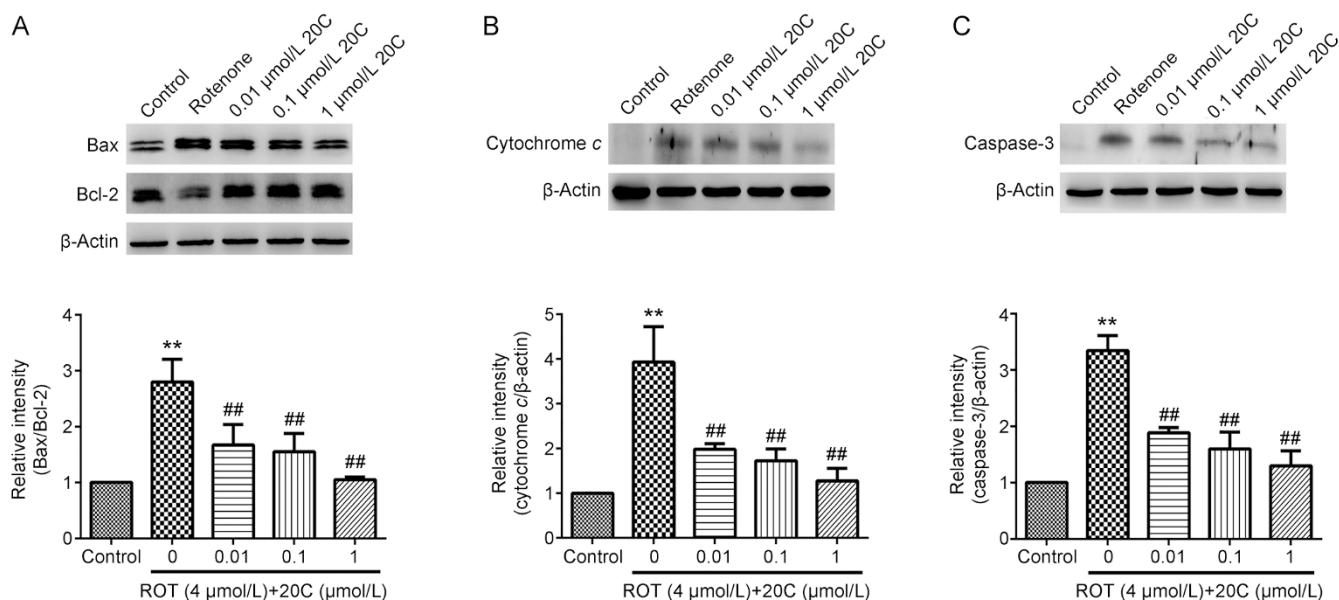 A
Control
Rotenone
0.01 μmol/L 20C
0.1 μmol/L 20C
1 μmol/L 20C
Bax
Bcl-2
β-Actin
Relative intensity
(Bax/Bcl-2)
4
3
2
1
0
**
##
##
##
Control
0
0.01
0.1
1
ROT (4 μmol/L)+20C (μmol/L)
B
Control
Rotenone
0.01 μmol/L 20C
0.1 μmol/L 20C
1 μmol/L 20C
Cytochrome c
β-Actin
Relative intensity
(cytochrome c/β-actin)
5
4
3
2
1
0
**
##
##
##
Control
0
0.01
0.1
1
ROT (4 μmol/L)+20C (μmol/L)
C
Control
Rotenone
0.01 μmol/L 20C
0.1 μmol/L 20C
1 μmol/L 20C
Caspase-3
β-Actin
Relative intensity
(caspase-3/β-actin)
4
3
2
1
0
**
##
##
##
Control
0
0.01
0.1
1
ROT (4 μmol/L)+20C (μmol/L)